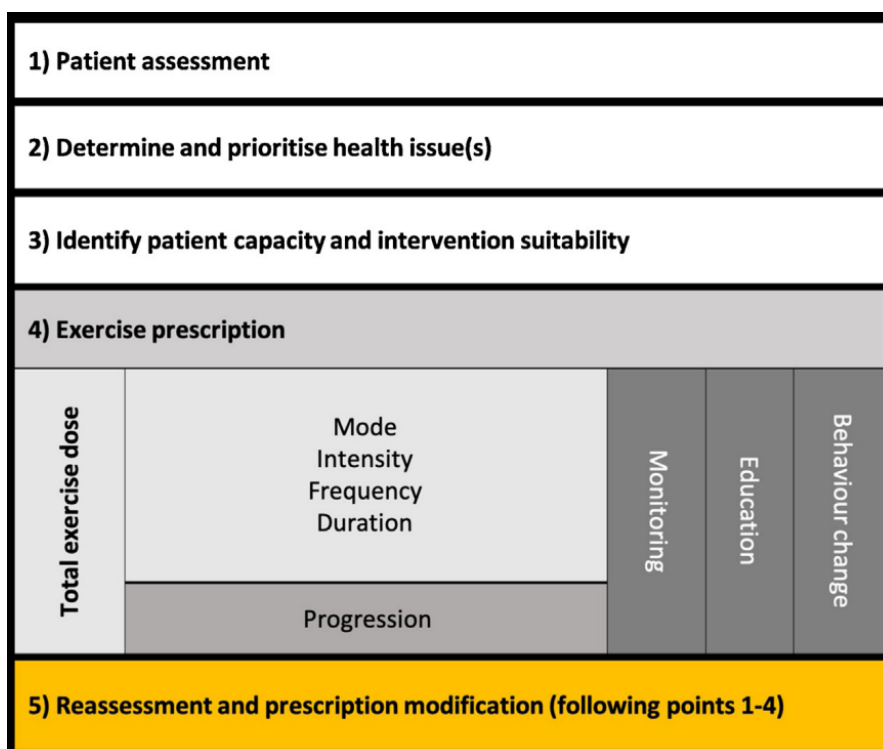 1) Patient assessment
2) Determine and prioritise health issue(s)
3) Identify patient capacity and intervention suitability
4) Exercise prescription
Total exercise dose
Mode
Intensity
Frequency
Duration
Progression
Monitoring
Education
Behaviour change
5) Reassessment and prescription modification (following points 1-4)